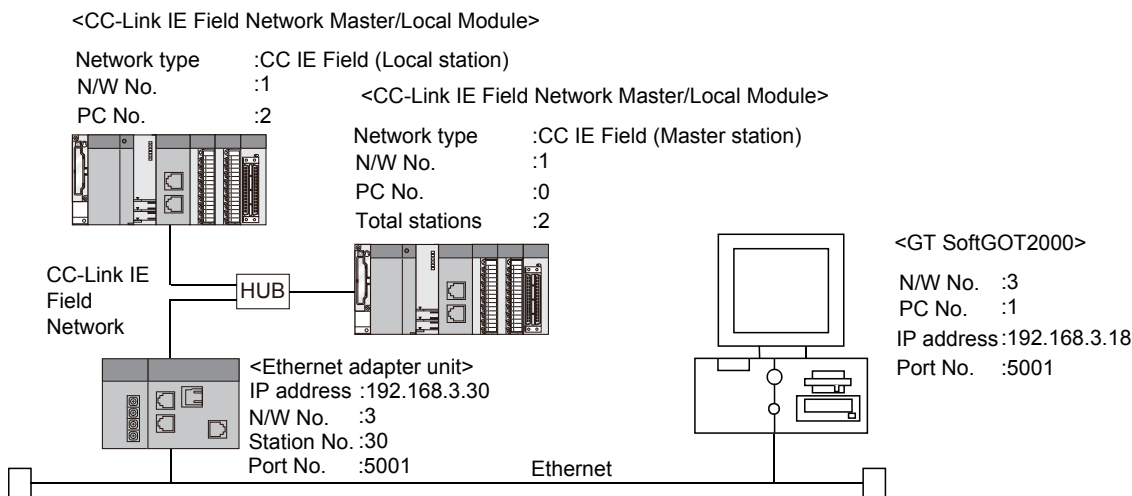 <CC-Link IE Field Network Master/Local Module>
Network type :CC IE Field (Local station)
N/W No. :1
PC No. :2
<CC-Link IE Field Network Master/Local Module>
Network type :CC IE Field (Master station)
N/W No. :1
PC No. :0
Total stations :2
CC-Link IE
Field
Network
HUB
<GT SoftGOT2000>
N/W No. :3
PC No. :1
IP address:192.168.3.18
Port No. :5001
<Ethernet adapter unit>
IP address :192.168.3.30
N/W No. :3
Station No. :30
Port No. :5001
Ethernet